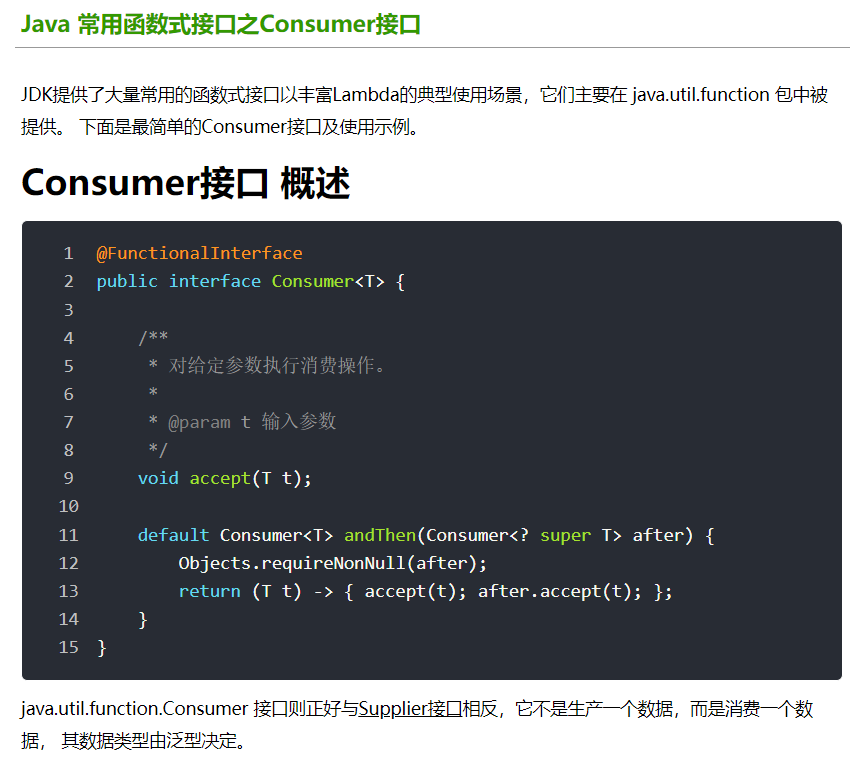 Java 常用函数式接口之Consumer接口
JDK提供了大量常用的函数式接口以丰富Lambda的典型使用场景，它们主要在 java.util.function 包中被
提供。 下面是最简单的Consumer接口及使用示例。
Consumer接口 概述
1 @FunctionalInterface
2 public interface Consumer<T> {
3
4     /**
5      * 对给定参数执行消费操作。
6      *
7      * @param t 输入参数
8      */
9     void accept(T t);
10
11     default Consumer<T> andThen(Consumer<? super T> after) {
12         Objects.requireNonNull(after);
13         return (T t) -> { accept(t); after.accept(t); };
14     }
15 }
java.util.function.Consumer 接口则正好与Supplier接口相反，它不是生产一个数据，而是消费一个数
据， 其数据类型由泛型决定。